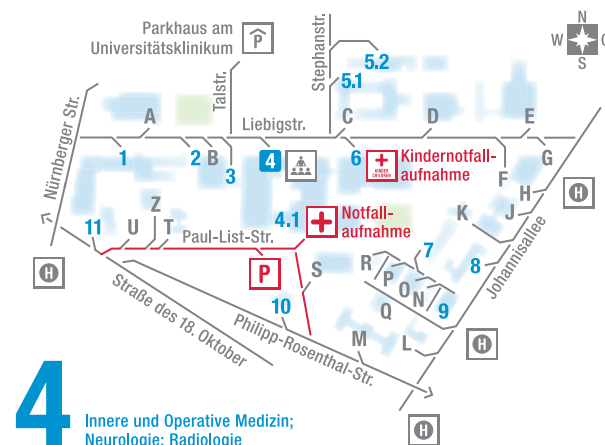 Parkhaus am
Universitätsklinikum
P
Stephanstr.
5.2
5.1
N
W
O
S
Talstr.
Nürnberger Str.
A
Liebigstr.
C
D
E
1
2
B
3
4
6
KINDER
CHILDREN
Kindernotfall-
aufnahme
F
G
H
H
4.1
Notfall-
aufnahme
K
J
11
U
Z
T
Paul-List-Str.
P
S
7
R
P
O
N
Q
9
8
Johannisallee
H
Straße des 18. Oktober
10
Philipp-Rosenthal-Str.
M
L
H
H
4
Innere und Operative Medizin;
Neurologie; Radiologie